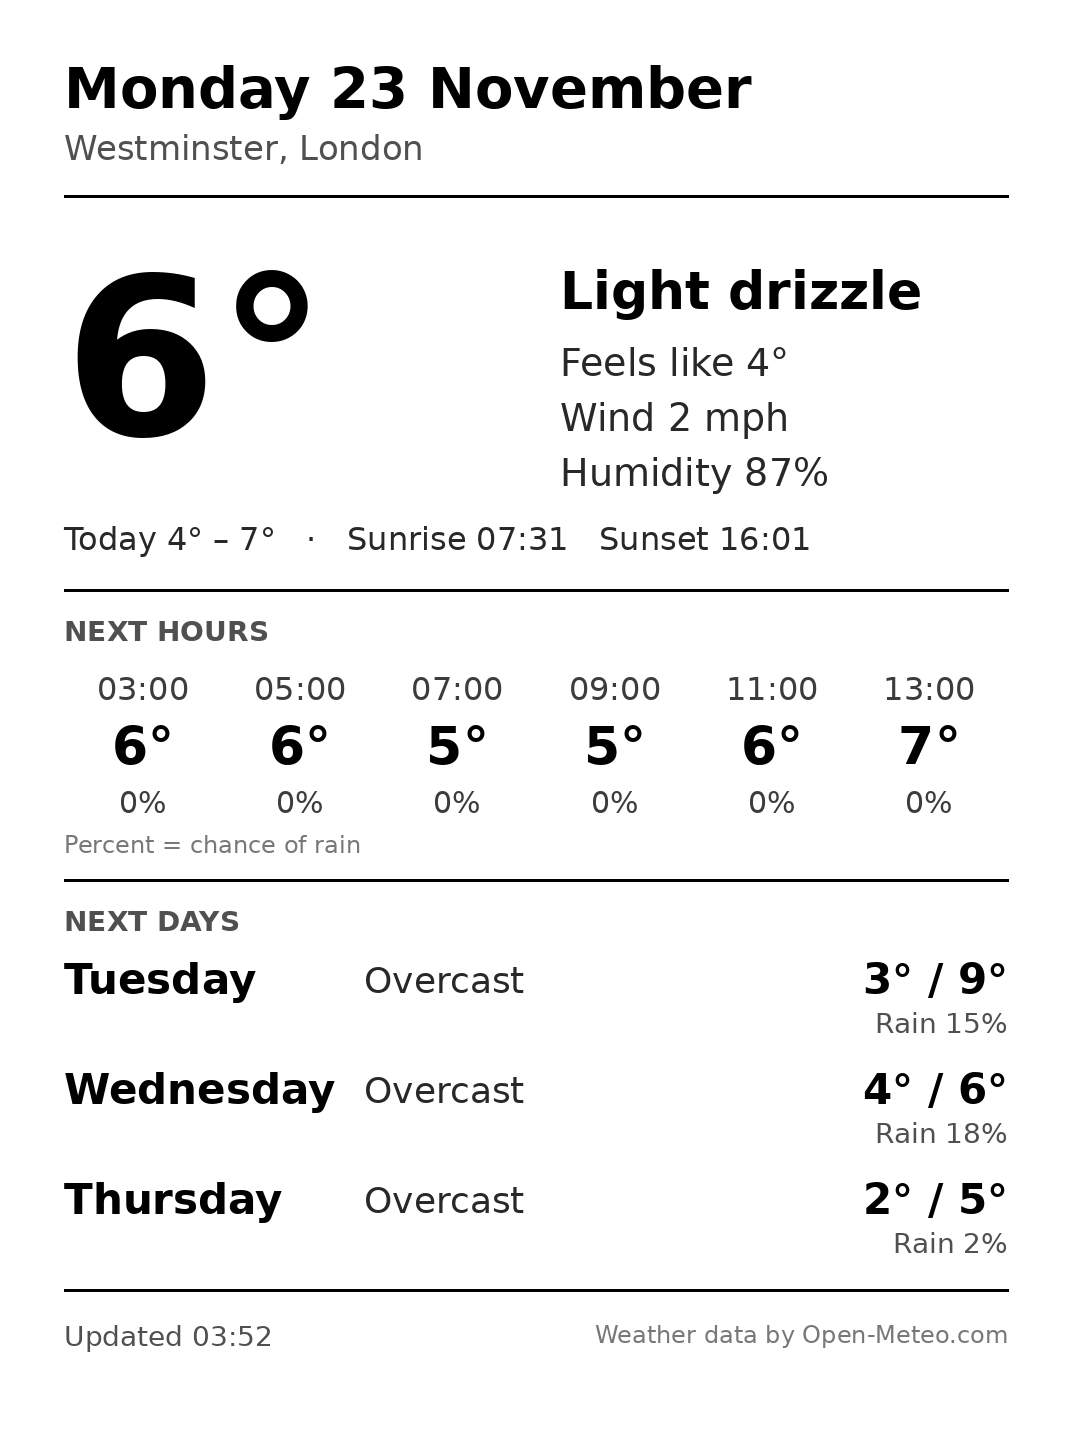 Monday 23 November
Westminster, London
6°
Light drizzle
Feels like 4°
Wind 2 mph
Humidity 87%
Today 4° – 7° · Sunrise 07:31 Sunset 16:01
NEXT HOURS
03:00 05:00 07:00 09:00 11:00 13:00
6° 6° 5° 5° 6° 7°
0% 0% 0% 0% 0% 0%
Percent = chance of rain
NEXT DAYS
Tuesday Overcast 3° / 9°
Rain 15%
Wednesday Overcast 4° / 6°
Rain 18%
Thursday Overcast 2° / 5°
Rain 2%
Updated 03:52 Weather data by Open-Meteo.com